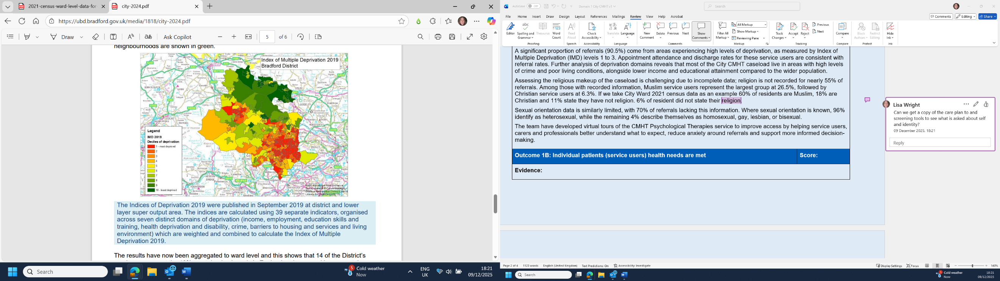 2021-census-ward-level-data-for
city-2024.pdf
https://ubd.bradford.gov.uk/media/1818/city-2024.pdf
Draw
Ask Copilot
5 of 6
neighbourhoods are shown in green.
Index of Multiple Deprivation 2019
Bradford District
SKIPTON
OTLEY
GUISELEY
YEADON
HORSFORTH
COLNE
PUDSEY
HEBDEN
BRIDGE
TODMORDEN
HALIFAX
CLECKHEATON
BATLEY
MORLEY
Legend
IMD 2019
Deciles of deprivation
1 - most deprived
2
3
4
5
6
7
8
9
10 - least deprived
Maps reproduced from Ordnance
The Indices of Deprivation 2019 were published in September 2019 at district and lower
layer super output area. The indices are calculated using 39 separate indicators, organised
across seven distinct domains of deprivation (income, employment, education skills and
training, health deprivation and disability, crime, barriers to housing and services and living
environment) which are weighted and combined to calculate the Index of Multiple
Deprivation 2019.
The results have now been aggregated to ward level and this shows that 14 of the District's
Search
5
Cold weather
Now
ENG
UK
18:21
09/12/2025
AutoSave Off
Domain 1 City CMHT v1
Search
File Home Insert Draw Design Layout References Mailings Review View Help Acrobat
Comments Editing Share
Editor
Spelling and
Grammar
Thesaurus
Word
Count
Proofing
Read
Aloud
Speech
Check
Accessibility
Accessibility
Translate
Language
Language
New
Comment
Delete
Previous
Next
Show
Comments
Comments
Filter All
Markup
All Markup
Show Markup
Reviewing Pane
Markup
Track
Changes
Accept
Reject
Previous
Next
Tracking
Compare
Compare
Block
Authors
Restrict
Editing
Protect
Hide
Ink
Ink
A significant proportion of referrals (90.5%) come from areas experiencing high levels of deprivation, as measured by Index of
Multiple Deprivation (IMD) levels 1 to 3. Appointment attendance and discharge rates for these service users are consistent with
referral rates. Further analysis of deprivation domains reveals that most of the City CMHT caseload live in areas with high levels
of crime and poor living conditions, alongside lower income and educational attainment compared to the wider population.
Assessing the religious makeup of the caseload is challenging due to incomplete data; religion is not recorded for nearly 55% of
referrals. Among those with recorded information, Muslim service users represent the largest group at 26.5%, followed by
Christian service users at 6.3%. If we take City Ward 2021 census data as an example 60% of residents are Muslim, 18% are
Christian and 11% state they have not religion. 6% of resident did not state their religion.
Sexual orientation data is similarly limited, with 70% of referrals lacking this information. Where sexual orientation is known, 96%
identify as heterosexual, while the remaining 4% describe themselves as homosexual, gay, lesbian, or bisexual.
The team have developed virtual tours of the CMHT Psychological Therapies service to improve access by helping service users,
carers and professionals better understand what to expect, reduce anxiety around referrals and support more informed decision-
making.
Outcome 1B: Individual patients (service users) health needs are met
Score:
Evidence:
Lisa Wright
Can we get a copy of the care plan to and
screening tools to see what is asked about self
and identity?
09 December 2025, 18:21
Reply
Page 2 of 4 1123 words English (United Kingdom) Text Predictions: On Accessibility: Investigate
Display Settings Focus 140%
Search
Cold weather
Now
18:21
09/12/2025